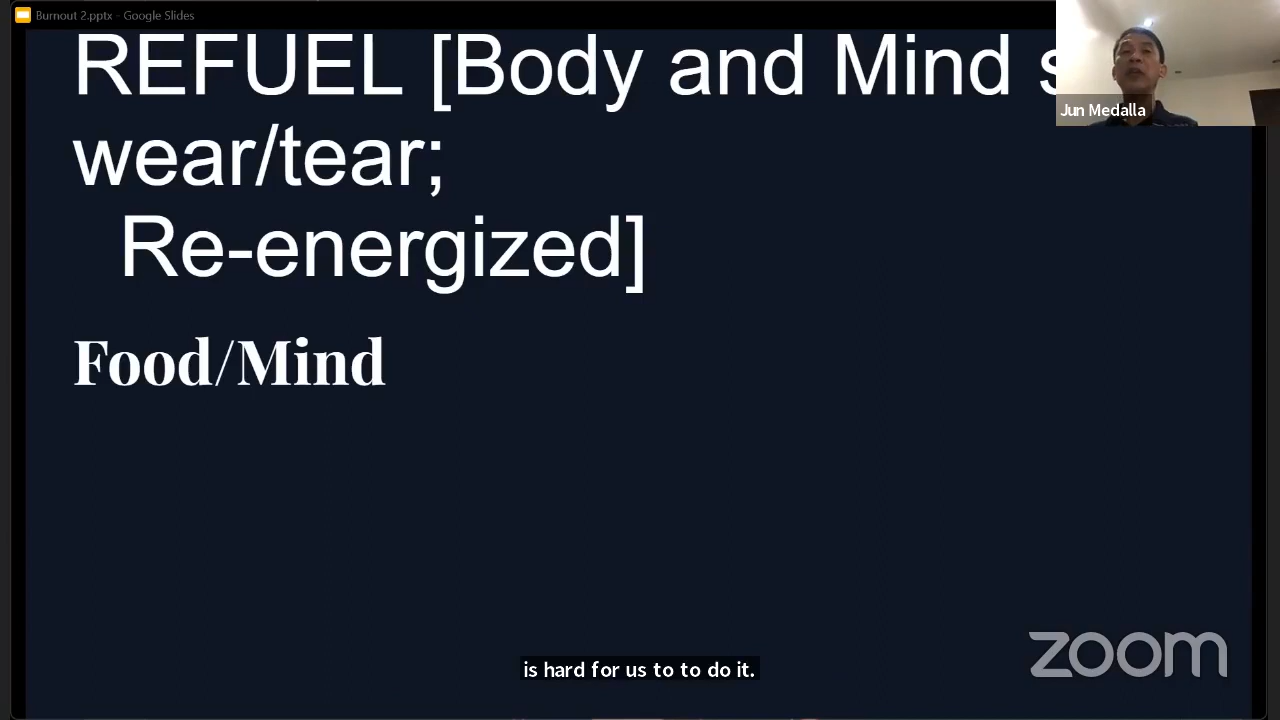 Burnout 2.pptx - Google Slides
REFUEL [Body and Mind
wear/tear;
Re-energized]
Food/Mind
Jun Medalla
is hard for us to to do it.
zoom